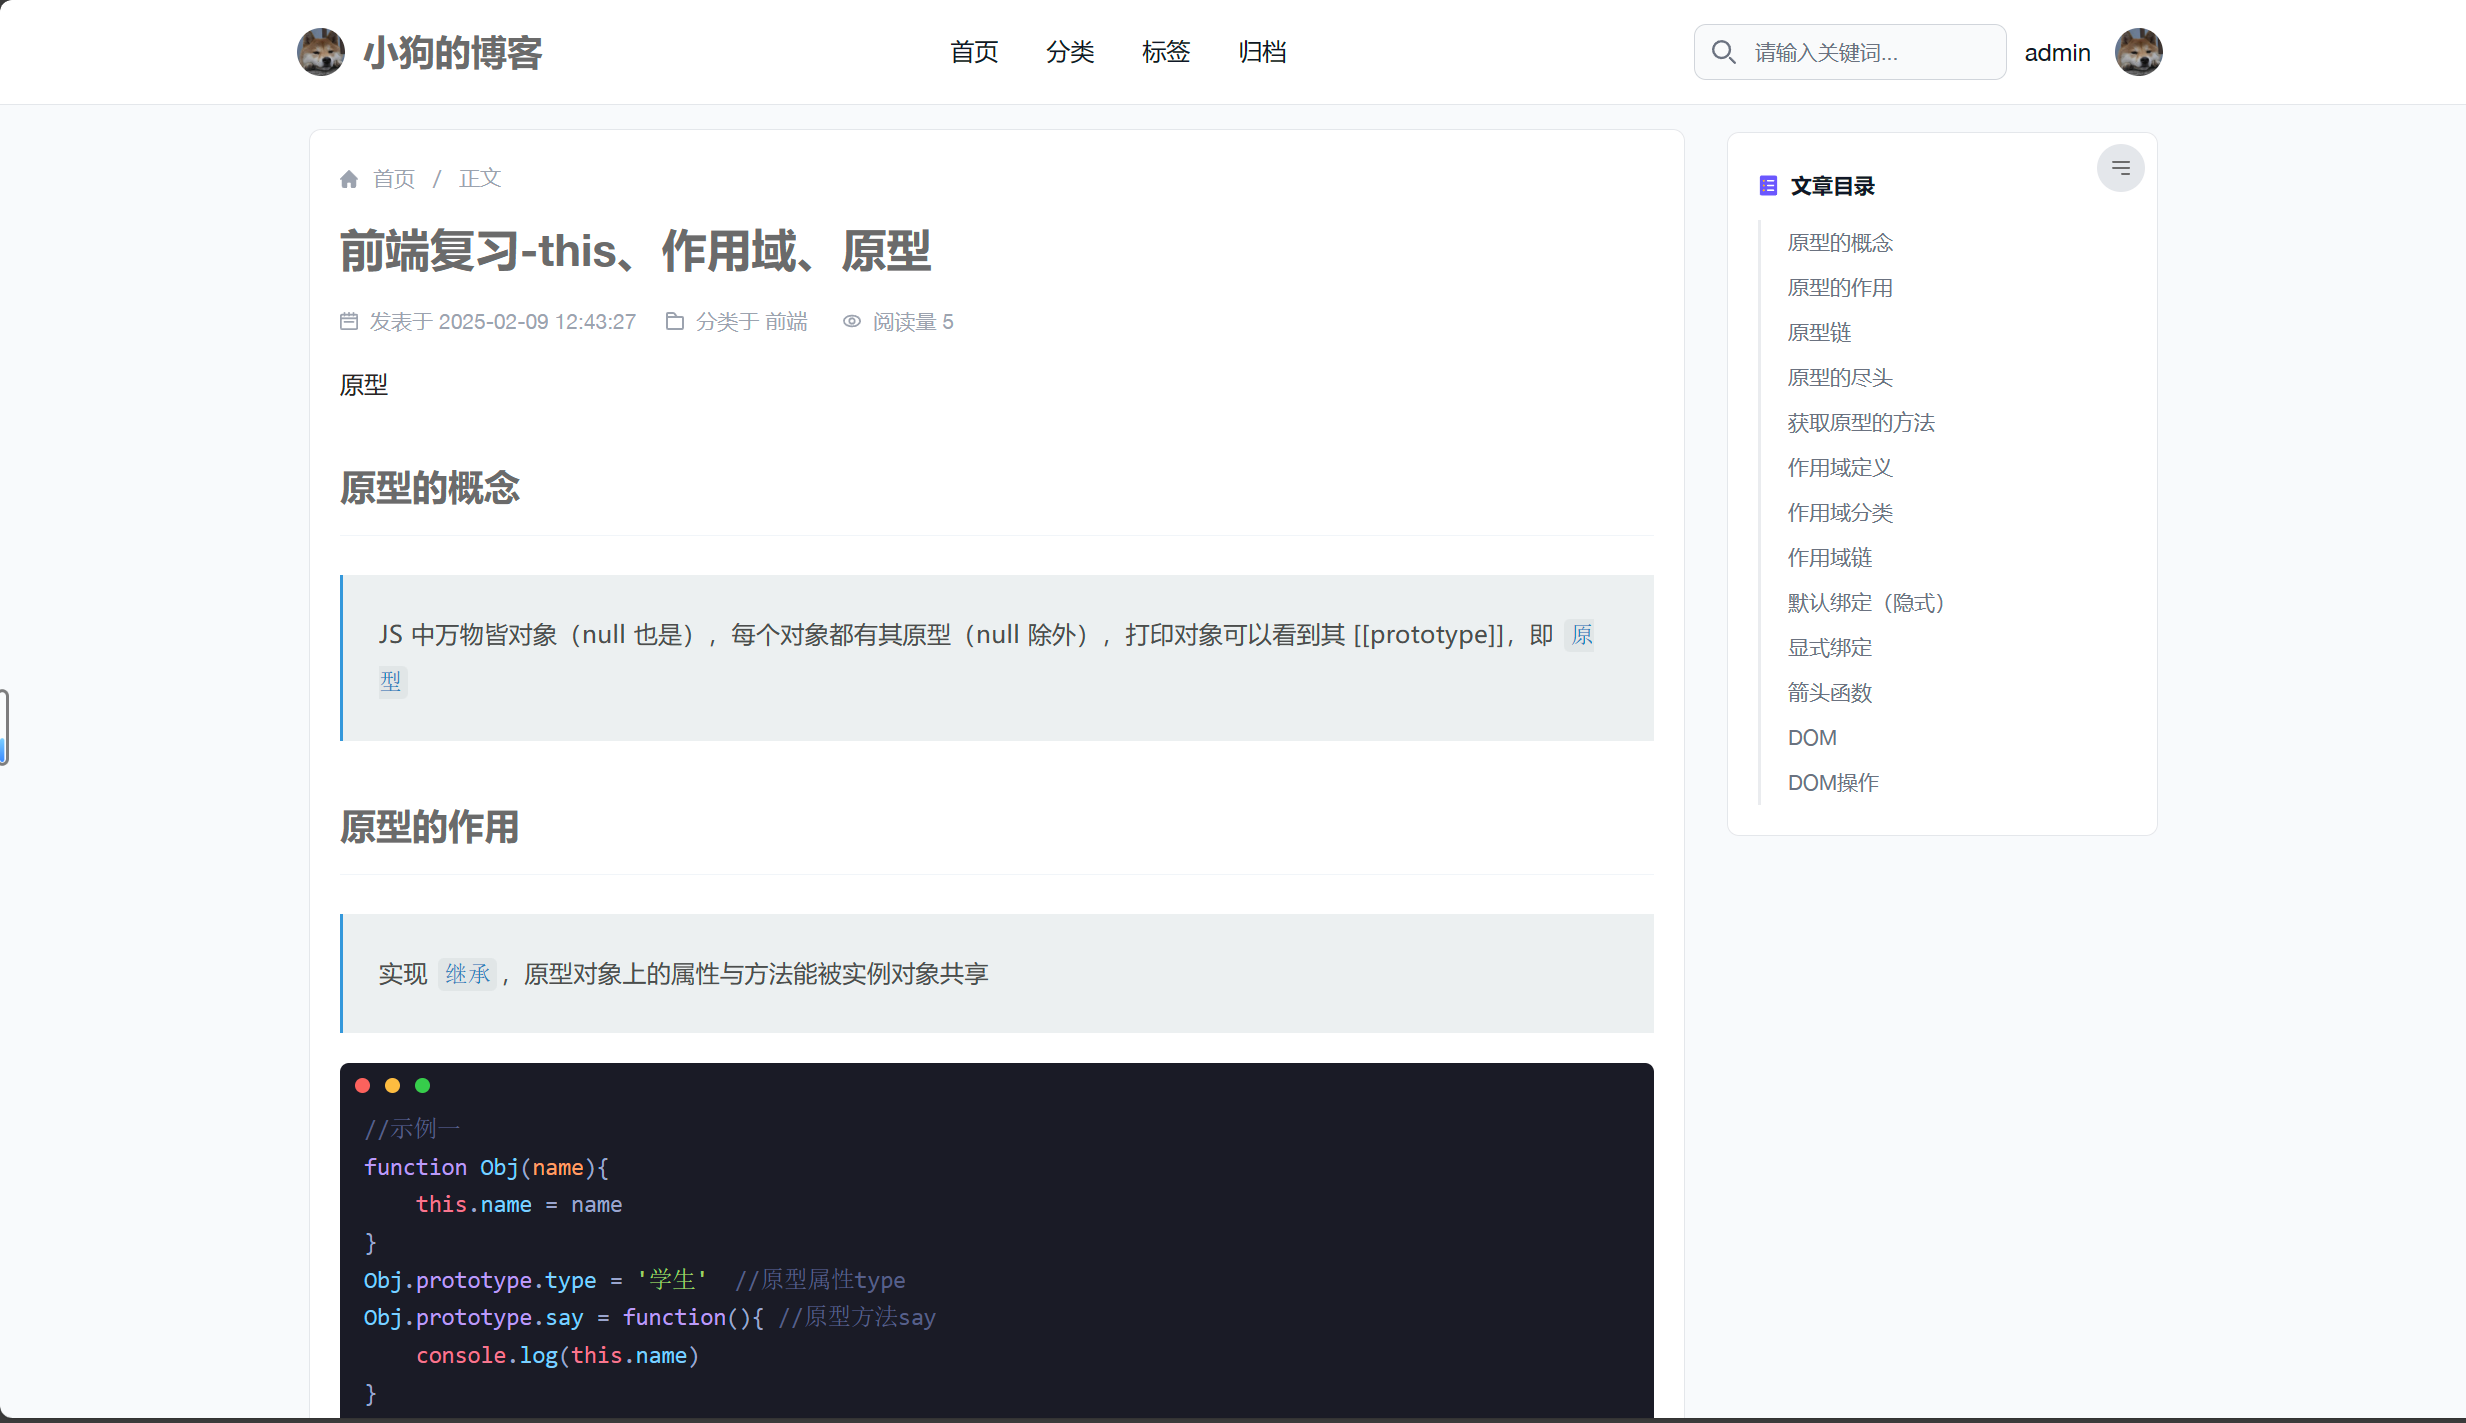 小狗的博客
首页 分类 标签 归档
请输入关键词...
admin
首页 / 正文
前端复习-this、作用域、原型
发表于 2025-02-09 12:43:27 分类于 前端 阅读量 5
原型
原型的概念
JS 中万物皆对象（null 也是），每个对象都有其原型（null 除外），打印对象可以看到其 [[prototype]]，即 原
型
原型的作用
实现 继承 ，原型对象上的属性与方法能被实例对象共享
//示例一
function Obj(name){
    this.name = name
}
Obj.prototype.type = '学生'  //原型属性type
Obj.prototype.say = function(){ //原型方法say
    console.log(this.name)
}
文章目录
原型的概念
原型的作用
原型链
原型的尽头
获取原型的方法
作用域定义
作用域分类
作用域链
默认绑定（隐式）
显式绑定
箭头函数
DOM
DOM操作